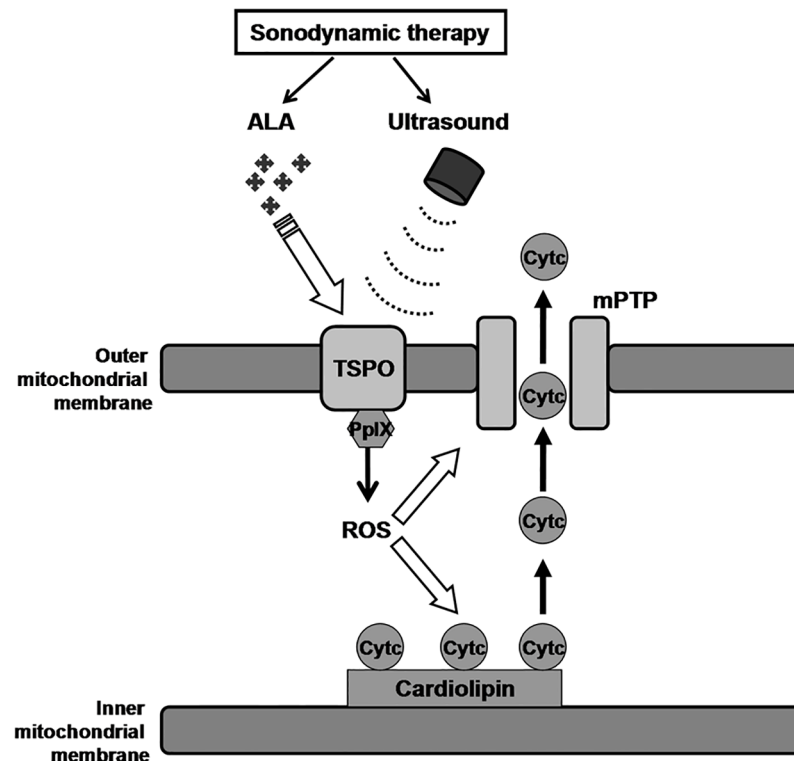 Sonodynamic therapy
ALA
Ultrasound
Cytc
mPTP
Outer
mitochondrial
membrane
TSPO
Cytc
PpIX
Cytc
ROS
Cytc
Cytc
Cytc
Cardiolipin
Inner
mitochondrial
membrane